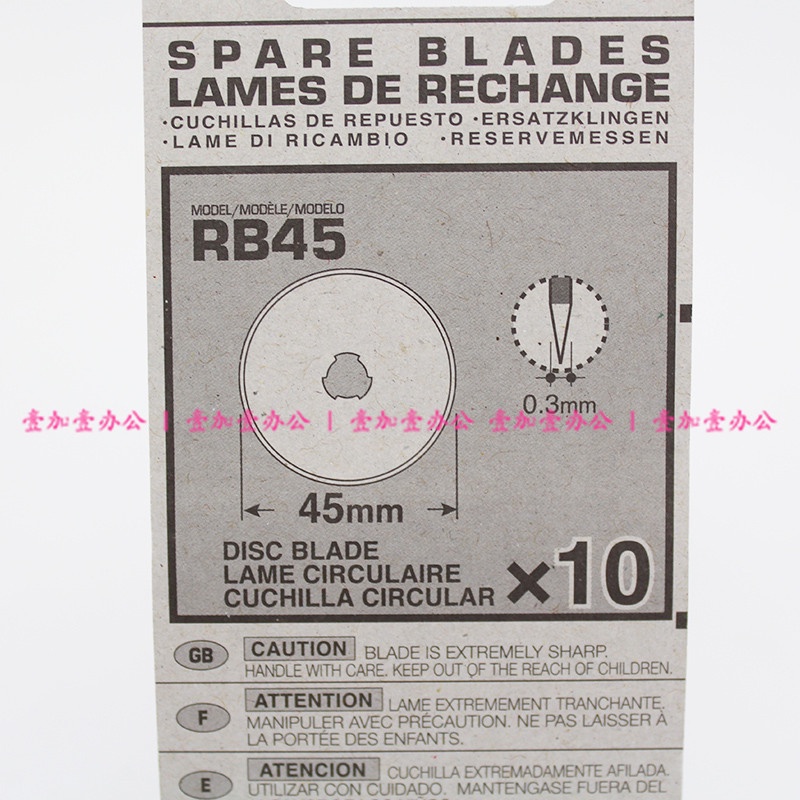 SPARE BLADES
LAMES DE RECHANGE
·CUCHILLAS DE REPUESTO ·ERSATZKLINGEN
·LAME DI RICAMBIO ·RESERVEMESSEN
MODEL/MODÈLE/MODELO
RB45
0.3mm
壹加壹办公 | 壹加壹办公 | 壹加壹办公 | 壹加壹办公 | 壹加壹办公
45mm
DISC BLADE
LAME CIRCULAIRE
CUCHILLA CIRCULAR ×10
GB CAUTION BLADE IS EXTREMELY SHARP.
HANDLE WITH CARE. KEEP OUT OF THE REACH OF CHILDREN.
F ATTENTION LAME EXTREMEMENT TRANCHANTE.
MANIPULER AVEC PRÉCAUTION. NE PAS LAISSER À
LA PORTÉE DES ENFANTS.
E ATENCION CUCHILLA EXTREMADAMENTE AFILADA.
UTILIZAR CON CUIDADO. MANTENGASE FUERA DEL